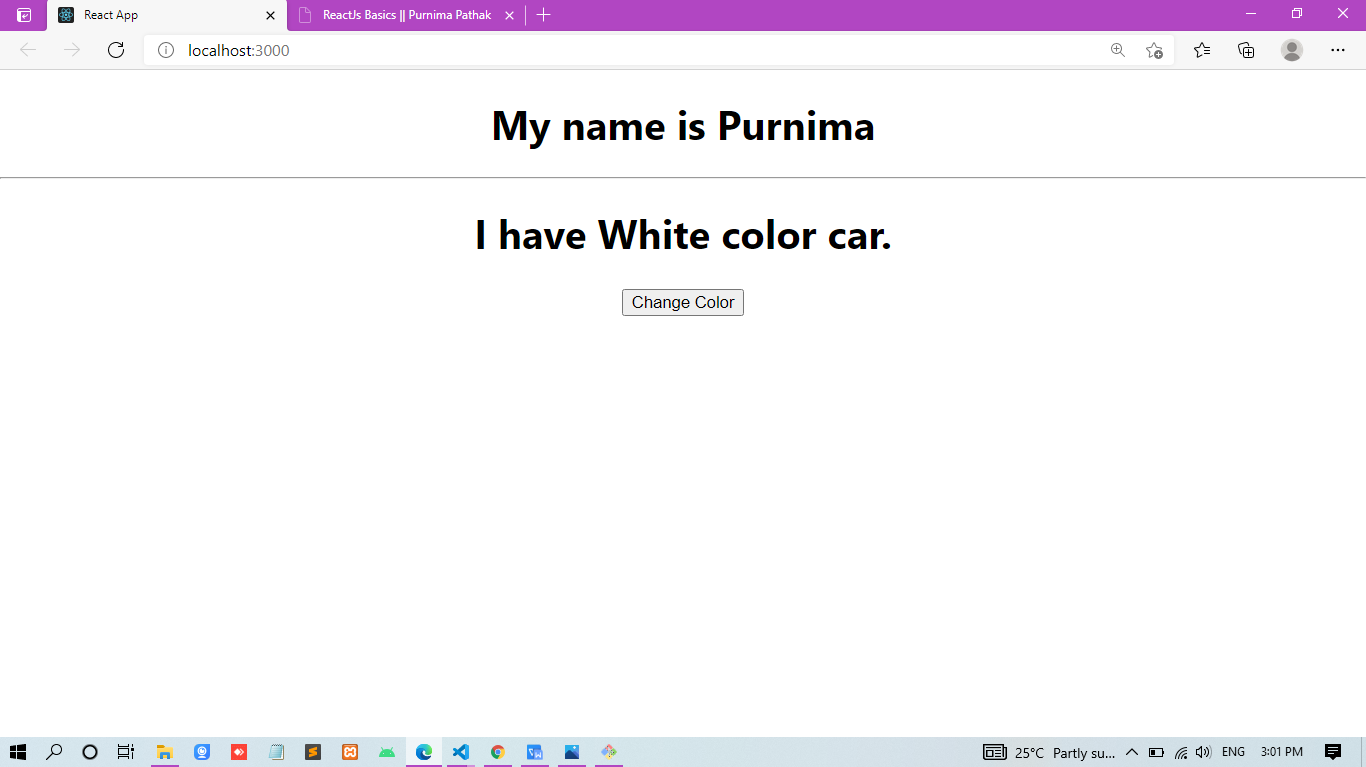 React App
ReactJs Basics || Purnima Pathak
localhost:3000
My name is Purnima
I have White color car.
Change Color
25°C Partly su... ENG 3:01 PM